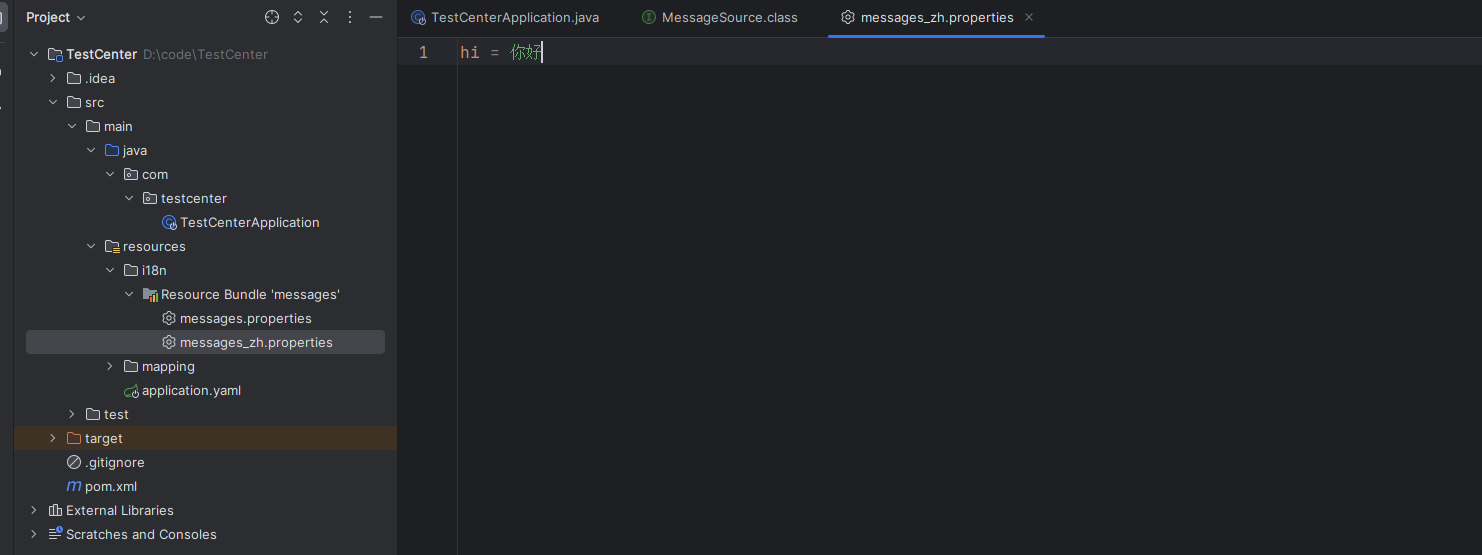 Project
TestCenterApplication.java
MessageSource.class
messages_zh.properties
TestCenter D:\code\TestCenter
.idea
src
main
java
com
testcenter
TestCenterApplication
resources
i18n
Resource Bundle 'messages'
messages.properties
messages_zh.properties
mapping
application.yaml
test
target
.gitignore
pom.xml
External Libraries
Scratches and Consoles
1 hi = 你好